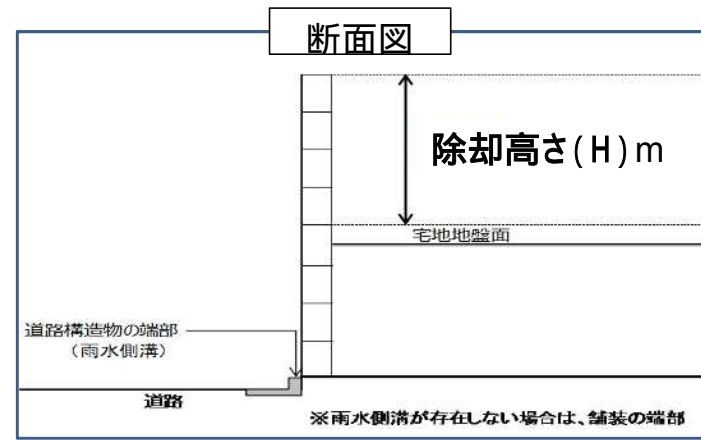 断面図
除却高さ(H)m
宅地地盤面
道路構造物の端部
(雨水側溝)
道路
※雨水側溝が存在しない場合は、舗装の端部